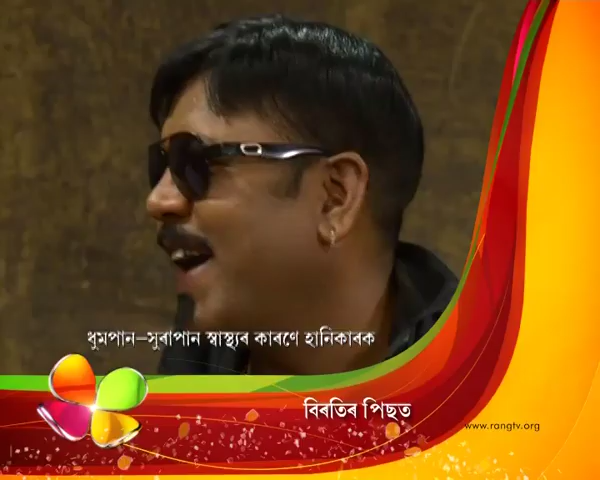 ধুমপান–সুৰাপান স্বাস্থ্যৰ কাৰণে হানিকাৰক
বিৰতিৰ পিছত
www.rangtv.org